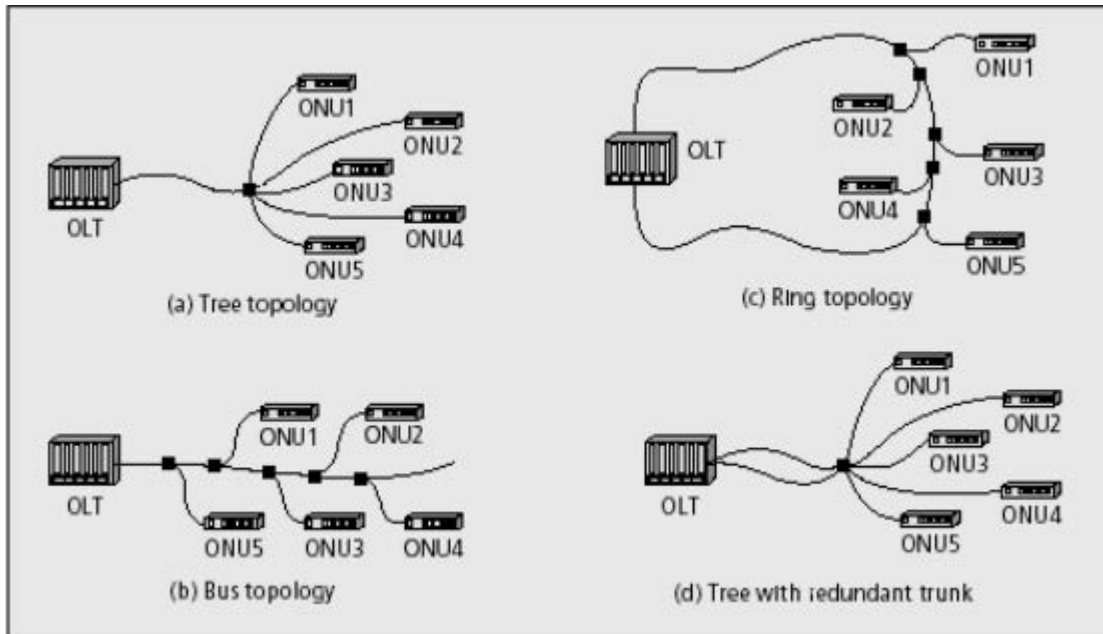 ONU1
ONU2
ONU3
ONU4
ONU5
OLT
(a) Tree topology
ONU1
ONU2
OLT
ONU3
ONU4
ONU5
(c) Ring topology
ONU1
ONU2
OLT
ONU5
ONU3
ONU4
(b) Bus topology
ONU1
ONU2
ONU3
OLT
ONU4
ONU5
(d) Tree with redundant trunk